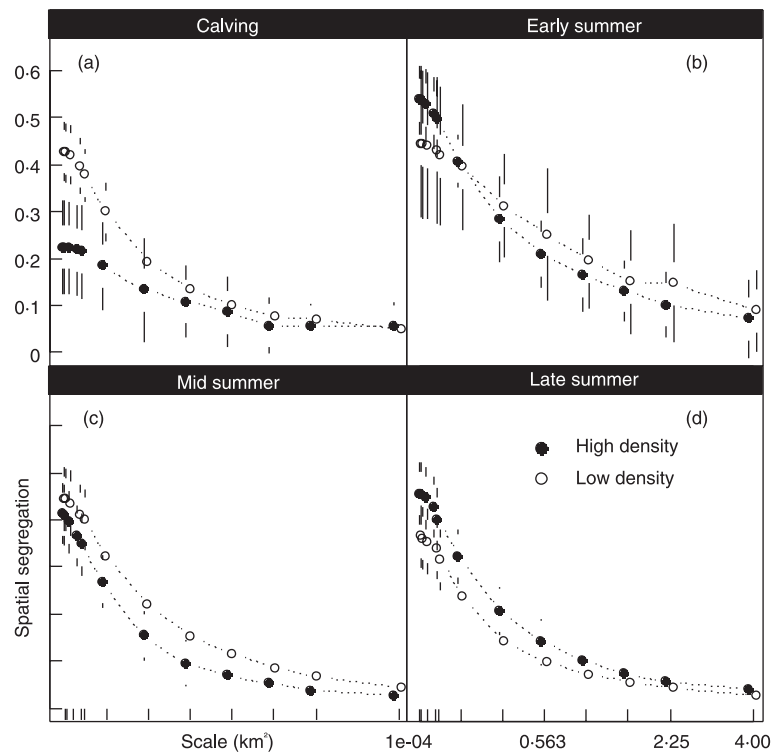 Calving
Early summer
(a)
(b)
0·6
0·5
0·4
0·3
0·2
0·1
0
Mid summer
Late summer
(c)
(d)
High density
Low density
Spatial segregation
Scale (km²)
1e-04
0·563
2·25
4·00